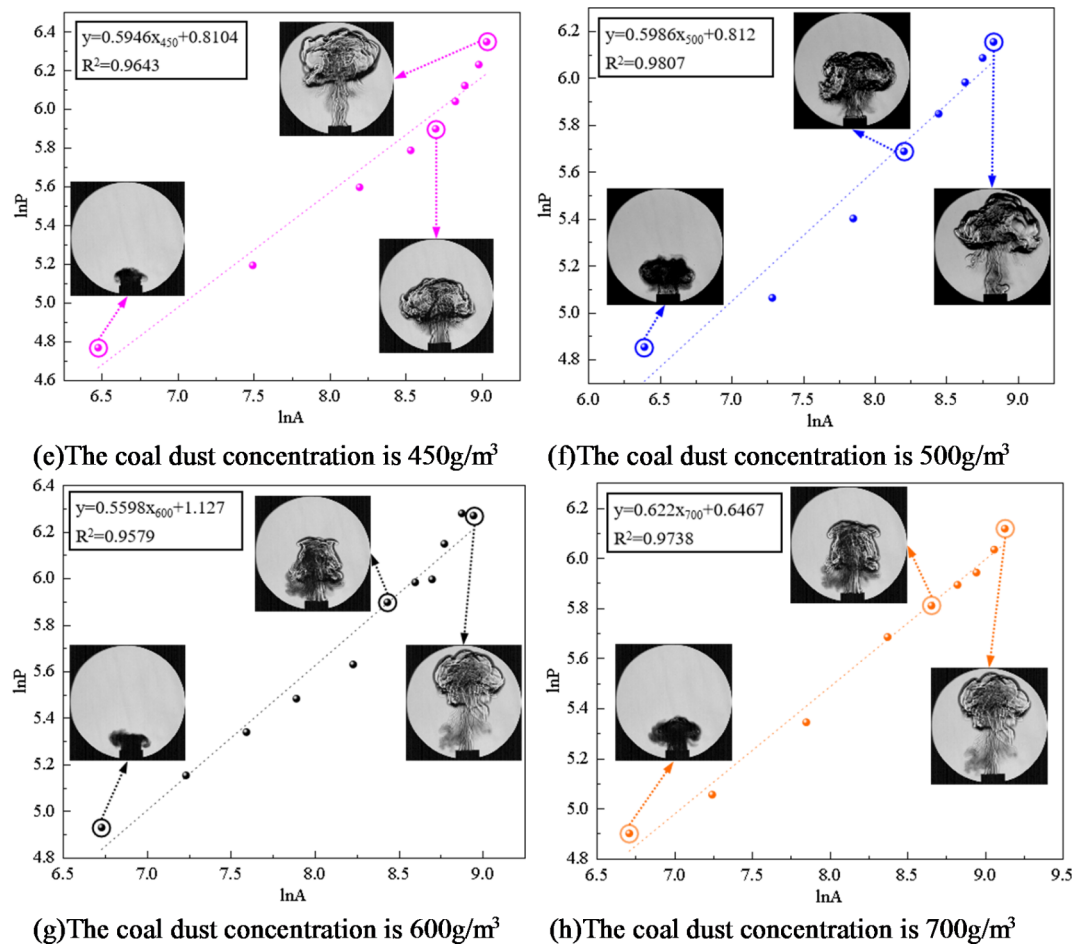 y=0.5946x450+0.8104
R²=0.9643
6.4
6.2
6.0
5.8
5.6
5.4
5.2
5.0
4.8
4.6
lnP
6.5 7.0 7.5 8.0 8.5 9.0
lnA
(e)The coal dust concentration is 450g/m³
y=0.5986x500+0.812
R²=0.9807
6.2
6.0
5.8
5.6
5.4
5.2
5.0
4.8
lnP
6.0 6.5 7.0 7.5 8.0 8.5 9.0
lnA
(f)The coal dust concentration is 500g/m³
y=0.5598x600+1.127
R²=0.9579
6.4
6.2
6.0
5.8
5.6
5.4
5.2
5.0
4.8
lnP
6.5 7.0 7.5 8.0 8.5 9.0
lnA
(g)The coal dust concentration is 600g/m³
y=0.622x700+0.6467
R²=0.9738
6.2
6.0
5.8
5.6
5.4
5.2
5.0
4.8
lnP
6.5 7.0 7.5 8.0 8.5 9.0 9.5
lnA
(h)The coal dust concentration is 700g/m³